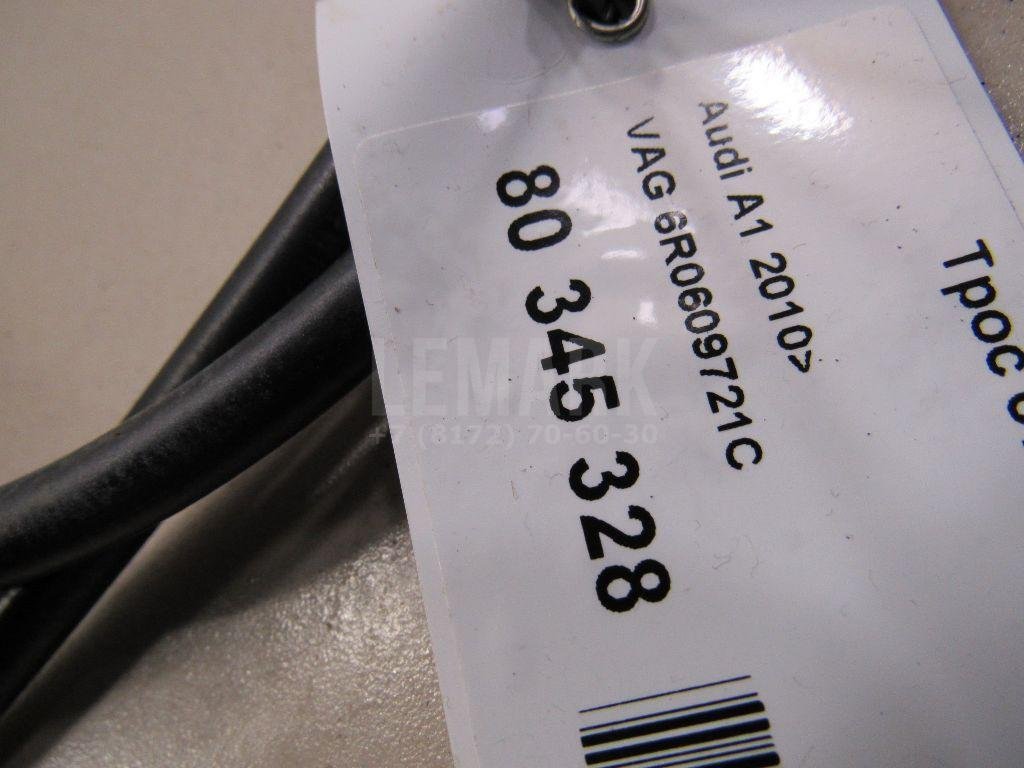 Трос
Audi A1 2010>
VAG 6R0609721C
80 345 328
LEMARK
+7 (8172) 70-60-30